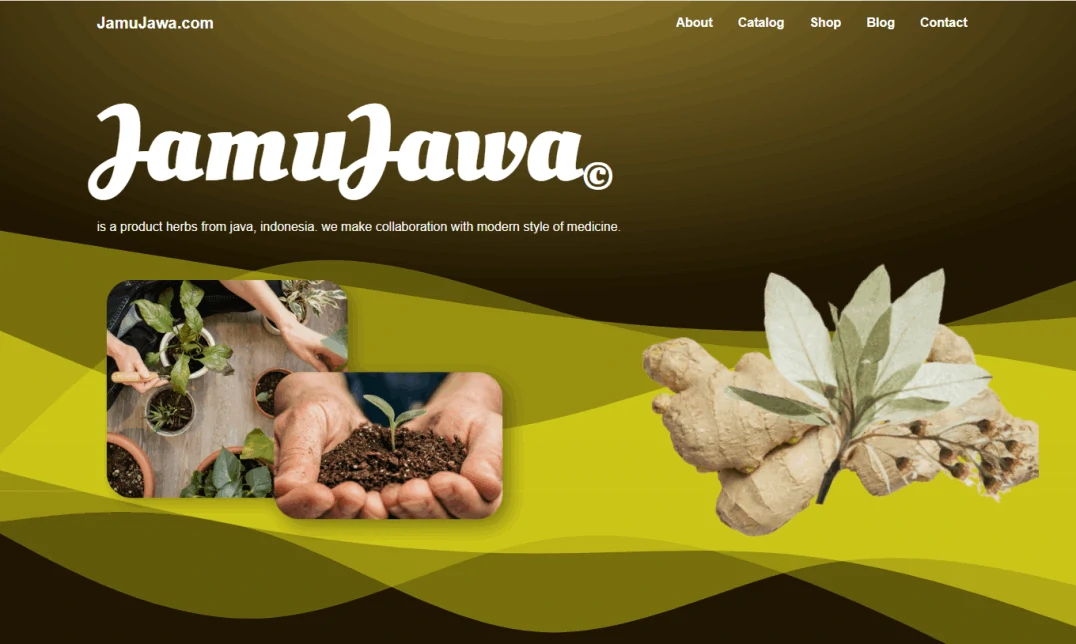 JamuJawa.com
About Catalog Shop Blog Contact
JamuJawa©
is a product herbs from java, indonesia. we make collaboration with modern style of medicine.